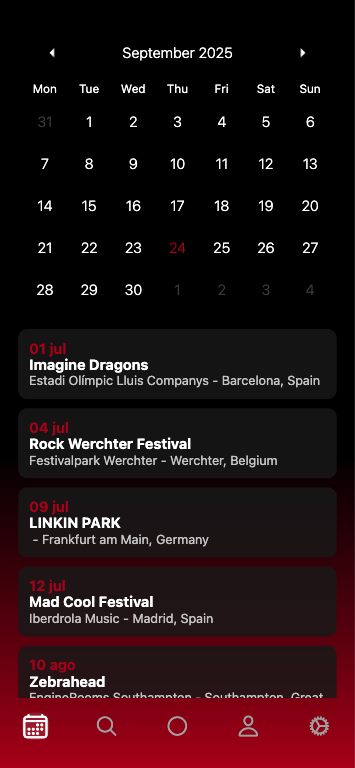 September 2025
Mon Tue Wed Thu Fri Sat Sun
31 1 2 3 4 5 6
7 8 9 10 11 12 13
14 15 16 17 18 19 20
21 22 23 24 25 26 27
28 29 30 1 2 3 4
01 jul
Imagine Dragons
Estadi Olímpic Lluis Companys - Barcelona, Spain
04 jul
Rock Werchter Festival
Festivalpark Werchter - Werchter, Belgium
09 jul
LINKIN PARK
- Frankfurt am Main, Germany
12 jul
Mad Cool Festival
Iberdrola Music - Madrid, Spain
10 ago
Zebrahead
EngineRooms Southampton - Southampton, Great